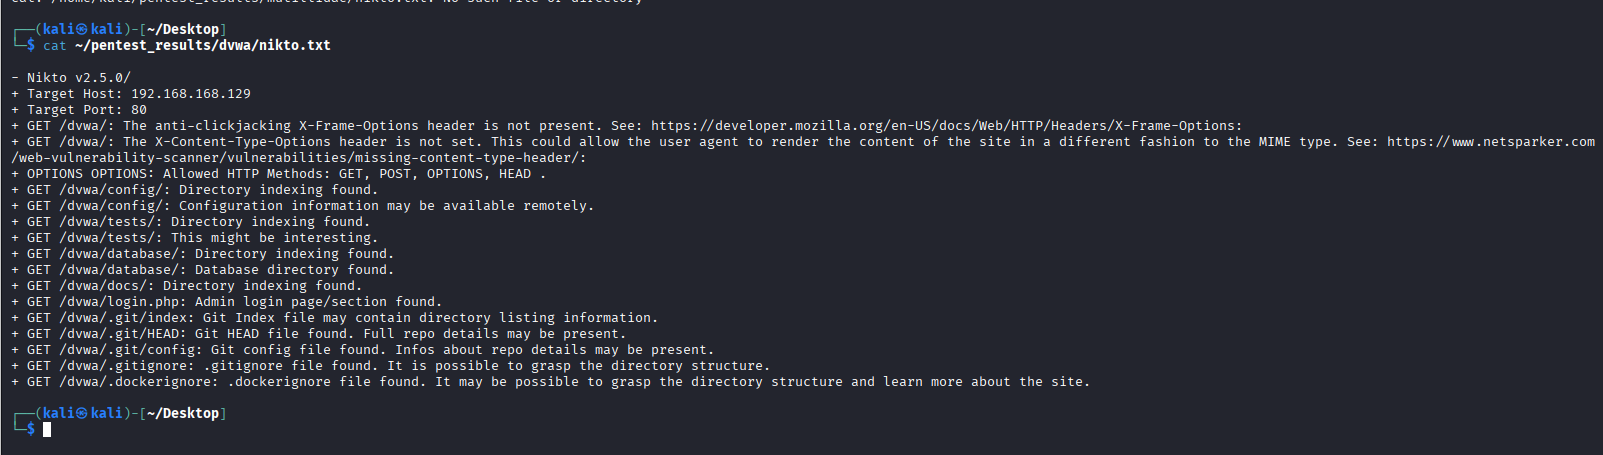 cat: /home/kali/pentest_results/mutillidae/nikto.txt: No such file or directory
┌──(kali㉿kali)-[~/Desktop]
└─$ cat ~/pentest_results/dvwa/nikto.txt
- Nikto v2.5.0/
+ Target Host: 192.168.168.129
+ Target Port: 80
+ GET /dvwa/: The anti-clickjacking X-Frame-Options header is not present. See: https://developer.mozilla.org/en-US/docs/Web/HTTP/Headers/X-Frame-Options:
+ GET /dvwa/: The X-Content-Type-Options header is not set. This could allow the user agent to render the content of the site in a different fashion to the MIME type. See: https://www.netsparker.com
/web-vulnerability-scanner/vulnerabilities/missing-content-type-header/:
+ OPTIONS OPTIONS: Allowed HTTP Methods: GET, POST, OPTIONS, HEAD .
+ GET /dvwa/config/: Directory indexing found.
+ GET /dvwa/config/: Configuration information may be available remotely.
+ GET /dvwa/tests/: Directory indexing found.
+ GET /dvwa/tests/: This might be interesting.
+ GET /dvwa/database/: Directory indexing found.
+ GET /dvwa/database/: Database directory found.
+ GET /dvwa/docs/: Directory indexing found.
+ GET /dvwa/login.php: Admin login page/section found.
+ GET /dvwa/.git/index: Git Index file may contain directory listing information.
+ GET /dvwa/.git/HEAD: Git HEAD file found. Full repo details may be present.
+ GET /dvwa/.git/config: Git config file found. Infos about repo details may be present.
+ GET /dvwa/.gitignore: .gitignore file found. It is possible to grasp the directory structure.
+ GET /dvwa/.dockerignore: .dockerignore file found. It may be possible to grasp the directory structure and learn more about the site.
┌──(kali㉿kali)-[~/Desktop]
└─$